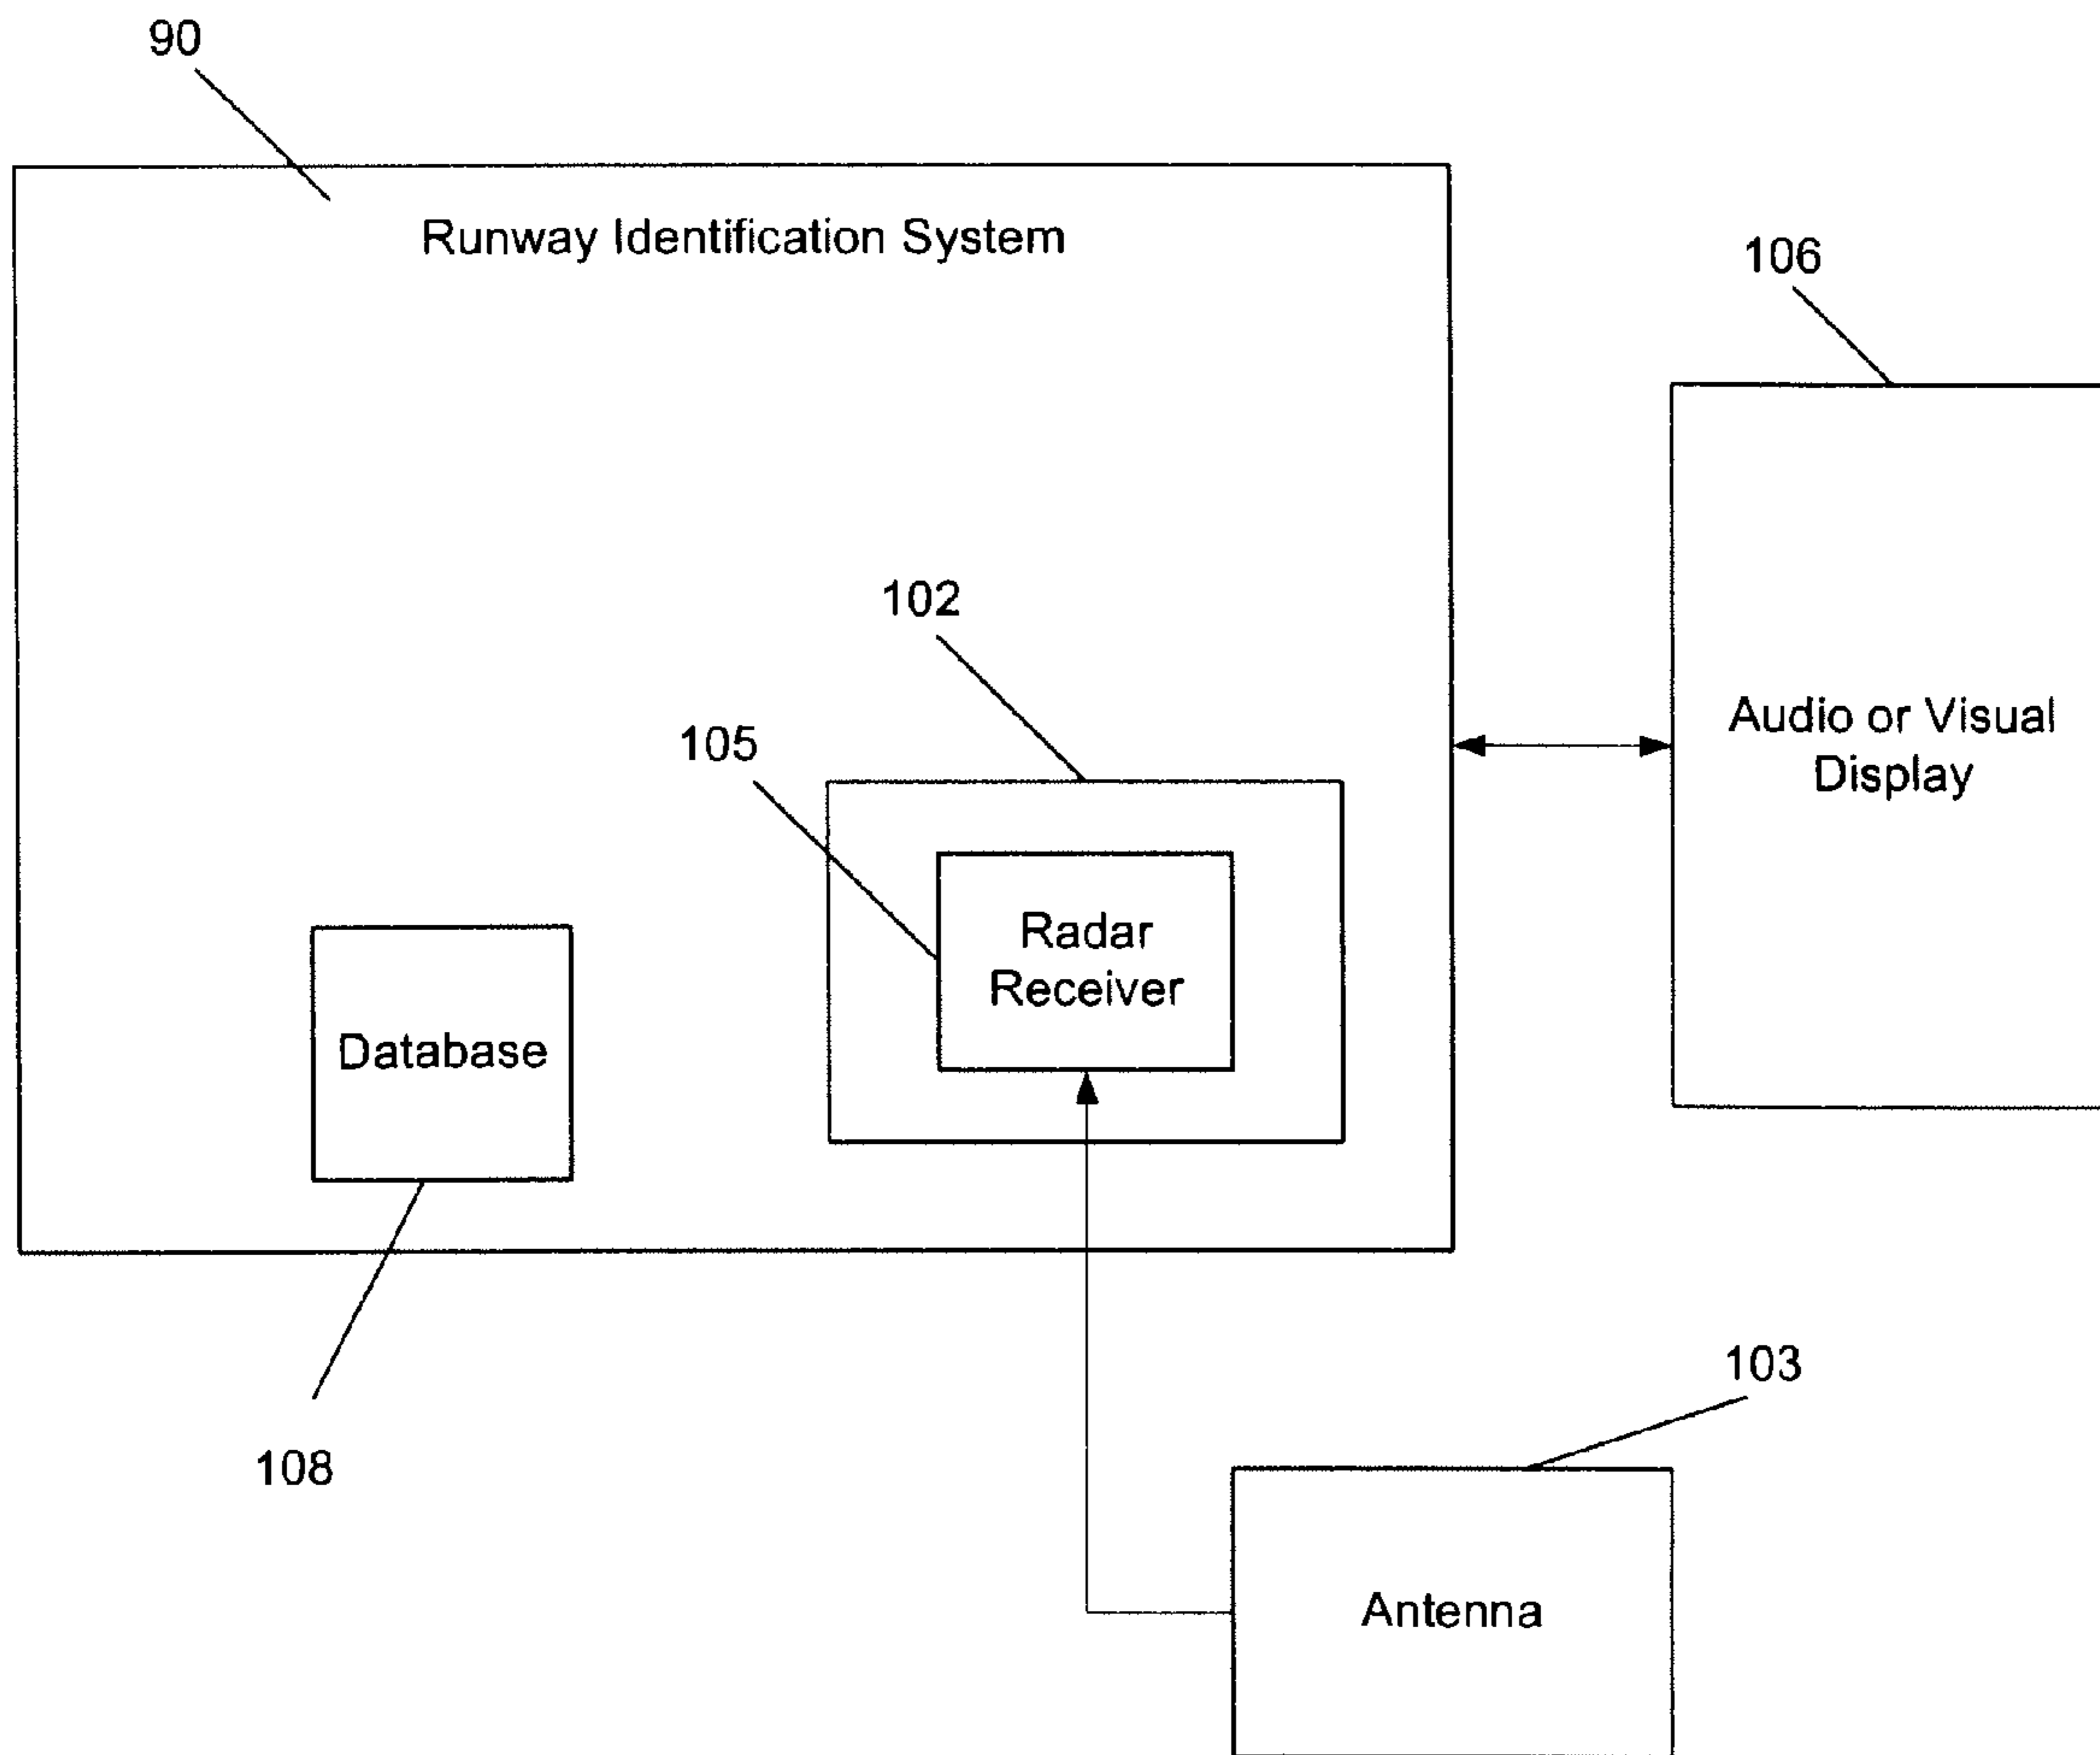 90
Runway Identification System
106
102
105
Audio or Visual
Display
Radar
Receiver
Database
103
108
Antenna